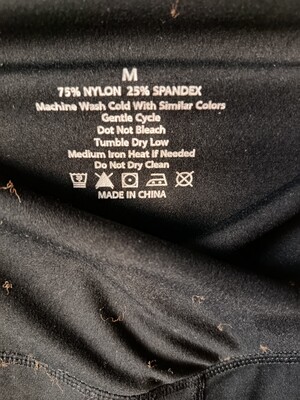 M
75% NYLON 25% SPANDEX
Machine Wash Cold With Similar Colors
Gentle Cycle
Dot Not Bleach
Tumble Dry Low
Medium Iron Heat if Needed
Do Not Dry Clean
MADE IN CHINA